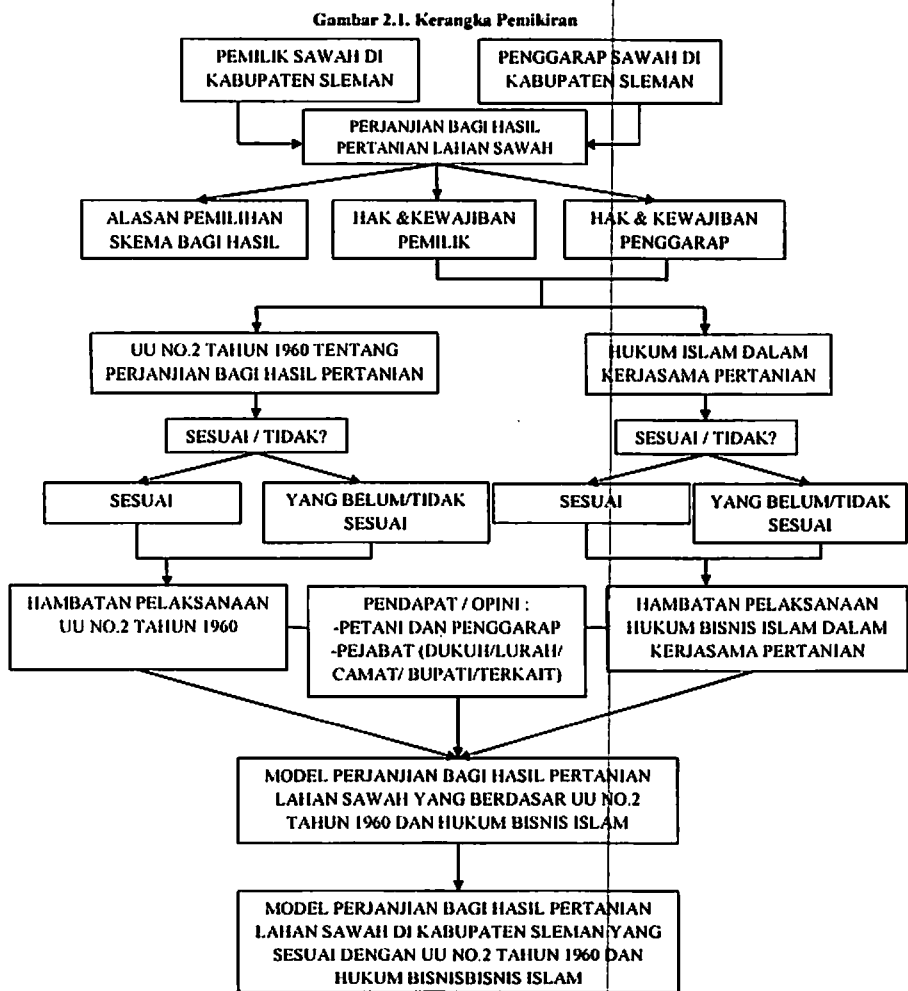 Gambar 2.1. Kerangka Pemikiran
PEMILIK SAWAH DI
KABUPATEN SLEMAN
PENGGARAP SAWAH DI
KABUPATEN SLEMAN
PERJANJIAN BAGI HASIL
PERTANIAN LAHAN SAWAH
ALASAN PEMILIHAN
SKEMA BAGI HASIL
HAK &KEWAJIBAN
PEMILIK
HAK & KEWAJIBAN
PENGGARAP
UU NO.2 TAHUN 1960 TENTANG
PERJANJIAN BAGI HASIL PERTANIAN
HUKUM ISLAM DALAM
KERJASAMA PERTANIAN
SESUAI / TIDAK?
SESUAI / TIDAK?
SESUAI
YANG BELUM/TIDAK
SESUAI
SESUAI
YANG BELUM/TIDAK
SESUAI
HAMBATAN PELAKSANAAN
UU NO.2 TAHUN 1960
PENDAPAT / OPINI :
-PETANI DAN PENGGARAP
-PEJABAT (DUKUH/LURAH/
CAMAT/ BUPATI/TERKAIT)
HAMBATAN PELAKSANAAN
HUKUM BISNIS ISLAM DALAM
KERJASAMA PERTANIAN
MODEL PERJANJIAN BAGI HASIL PERTANIAN
LAHAN SAWAH YANG BERDASAR UU NO.2
TAHUN 1960 DAN HUKUM BISNIS ISLAM
MODEL PERJANJIAN BAGI HASIL PERTANIAN
LAHAN SAWAH DI KABUPATEN SLEMAN YANG
SESUAI DENGAN UU NO.2 TAHUN 1960 DAN
HUKUM BISNISBISNIS ISLAM